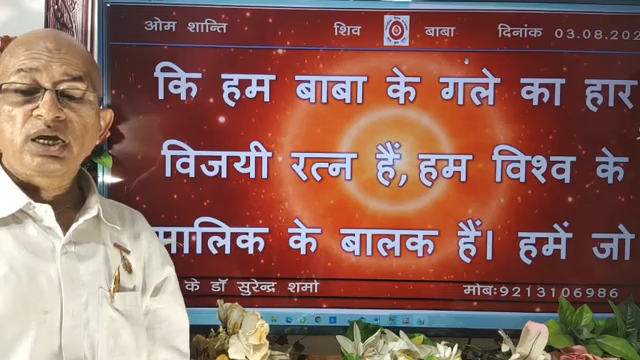 ओम शान्ति शिव बाबा दिनांक 03.08.202
कि हम बाबा के गले का हार
विजयी रत्न हैं, हम विश्व के
मालिक के बालक हैं। हमें जो
के डॉ सुरेन्द्र शर्मा मोबः9213106986